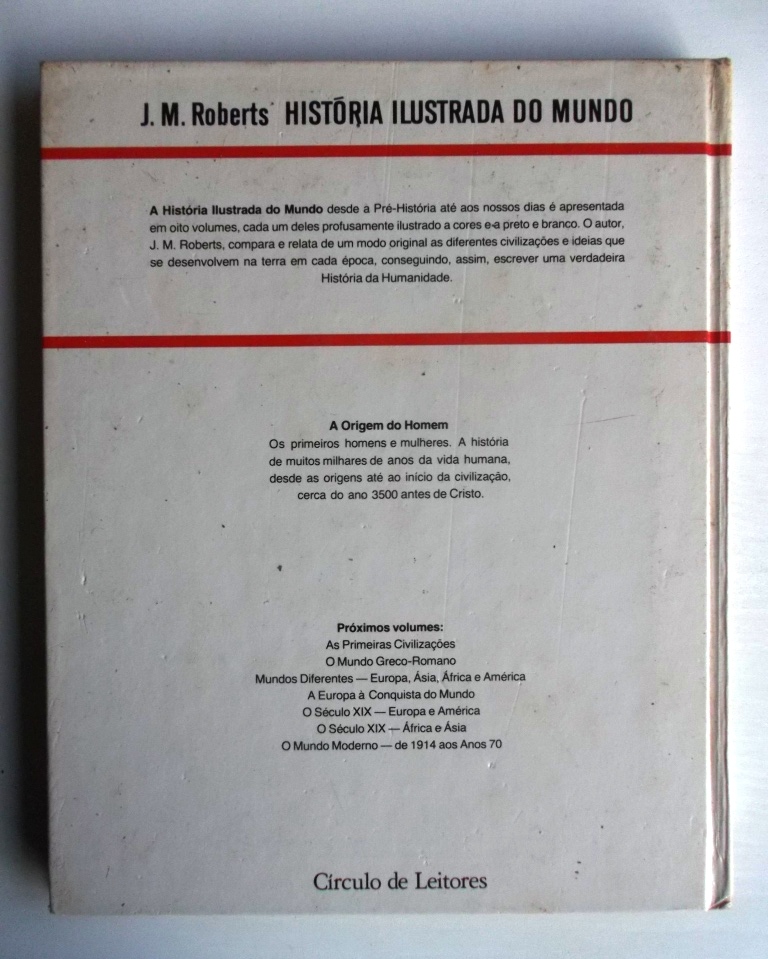 J. M. Roberts HISTÓRIA ILUSTRADA DO MUNDO
A História Ilustrada do Mundo desde a Pré-História até aos nossos dias é apresentada
em oito volumes, cada um deles profusamente ilustrado a cores e a preto e branco. O autor,
J. M. Roberts, compara e relata de um modo original as diferentes civilizações e ideias que
se desenvolvem na terra em cada época, conseguindo, assim, escrever uma verdadeira
História da Humanidade.
A Origem do Homem
Os primeiros homens e mulheres. A história
de muitos milhares de anos da vida humana,
desde as origens até ao início da civilização,
cerca do ano 3500 antes de Cristo.
Próximos volumes:
As Primeiras Civilizações
O Mundo Greco-Romano
Mundos Diferentes — Europa, Ásia, África e América
A Europa à Conquista do Mundo
O Século XIX — Europa e América
O Século XIX — África e Ásia
O Mundo Moderno — de 1914 aos Anos 70
Círculo de Leitores